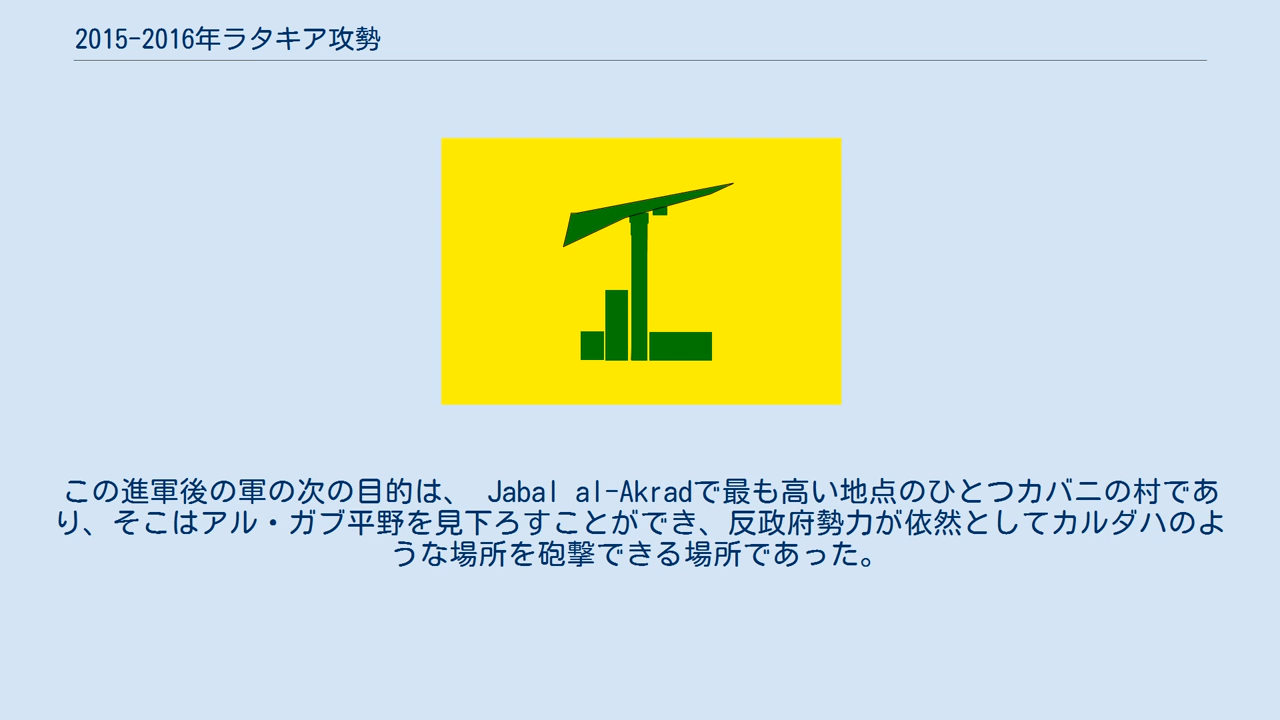 2015-2016年ラタキア攻勢
この進軍後の軍の次の目的は、 Jabal al-Akradで最も高い地点のひとつカバニの村であ
り、そこはアル・ガブ平野を見下ろすことができ、反政府勢力が依然としてカルダハのよ
うな場所を砲撃できる場所であった。